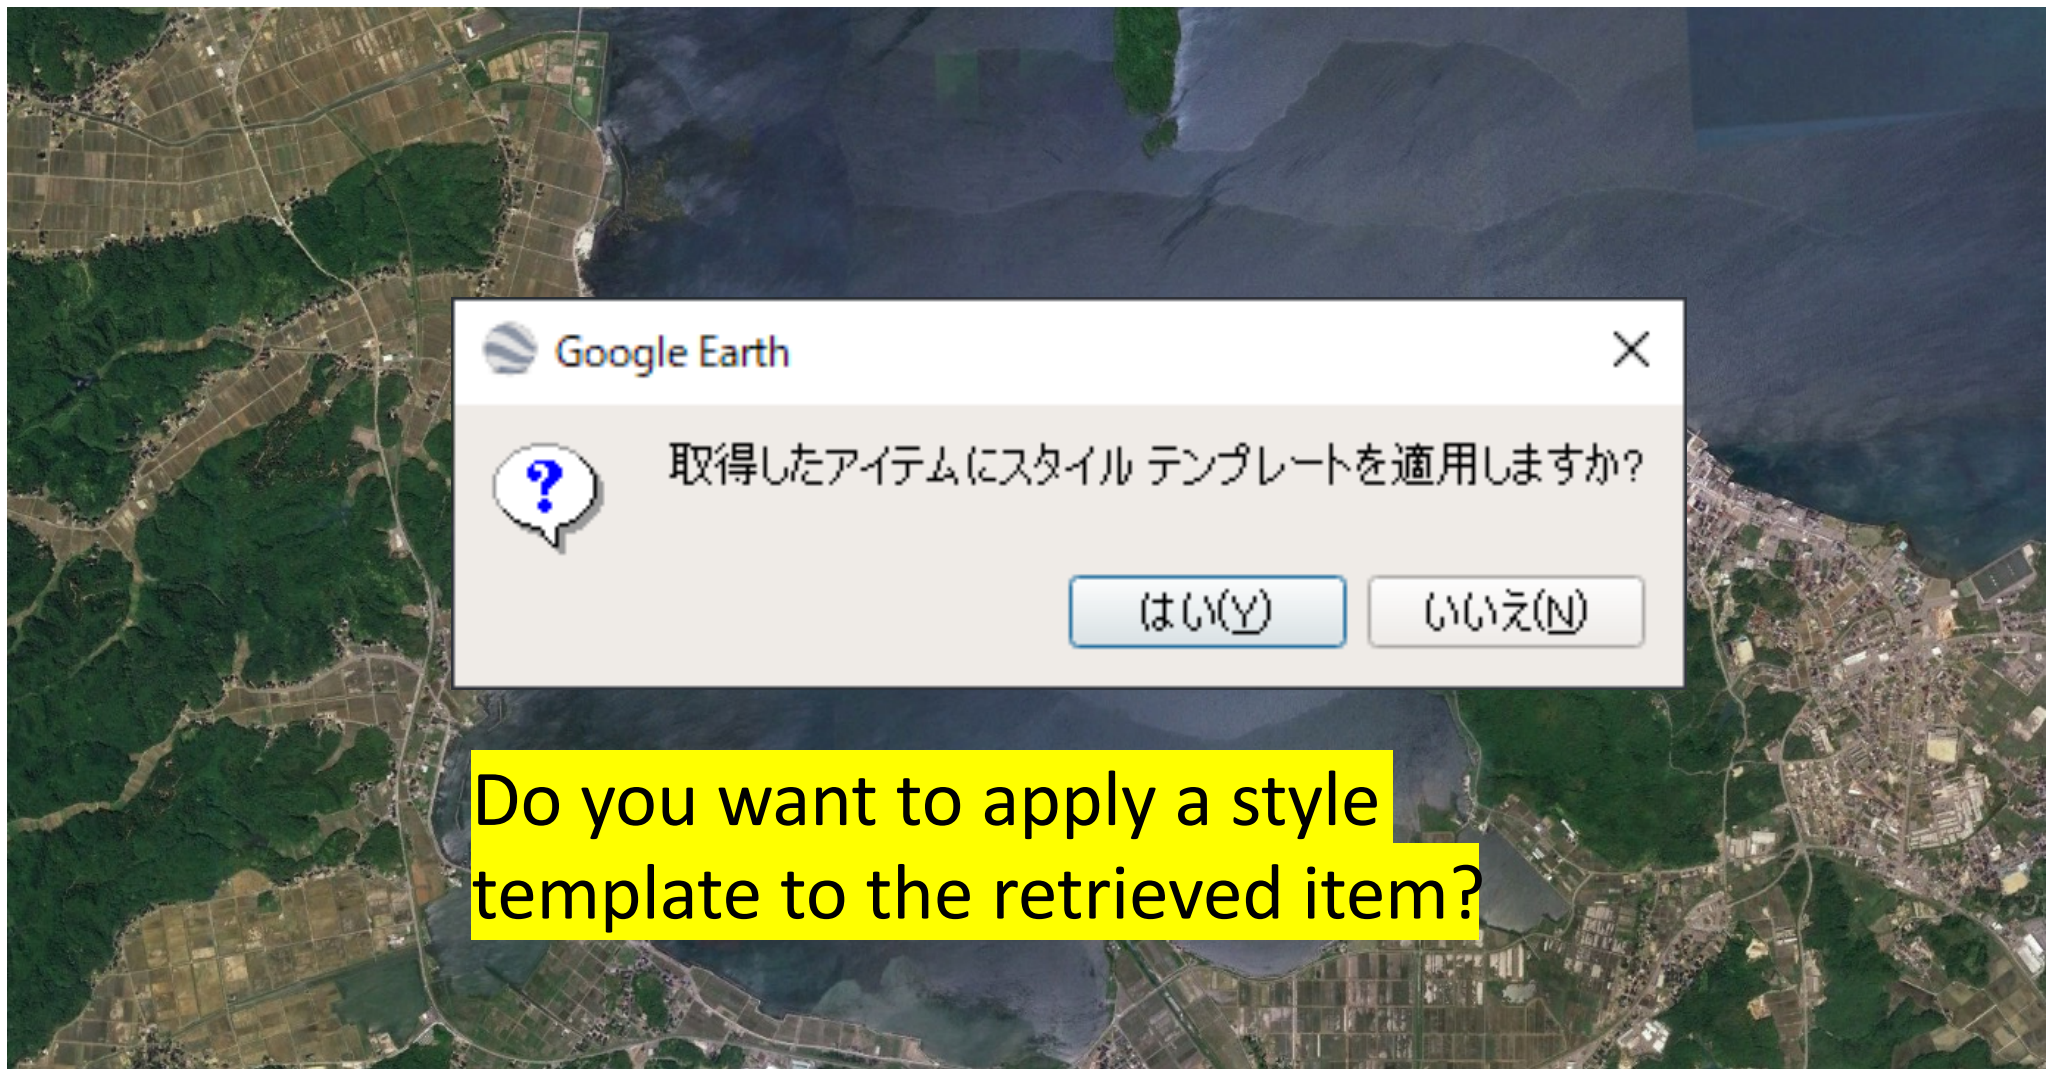 Google Earth
取得したアイテムにスタイル テンプレートを適用しますか?
はい(Y)
いいえ(N)
Do you want to apply a style
template to the retrieved item?